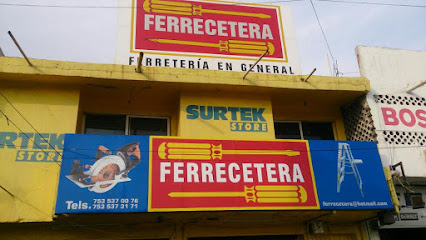 FERRECETERA
FERRETERÍA EN GENERAL
SURTEK
STORE
SURTEK
STORE
BOS
FERRECETERA
Tels. 753 537 00 76
753 537 31 71
ferrecetera@hotmail.com